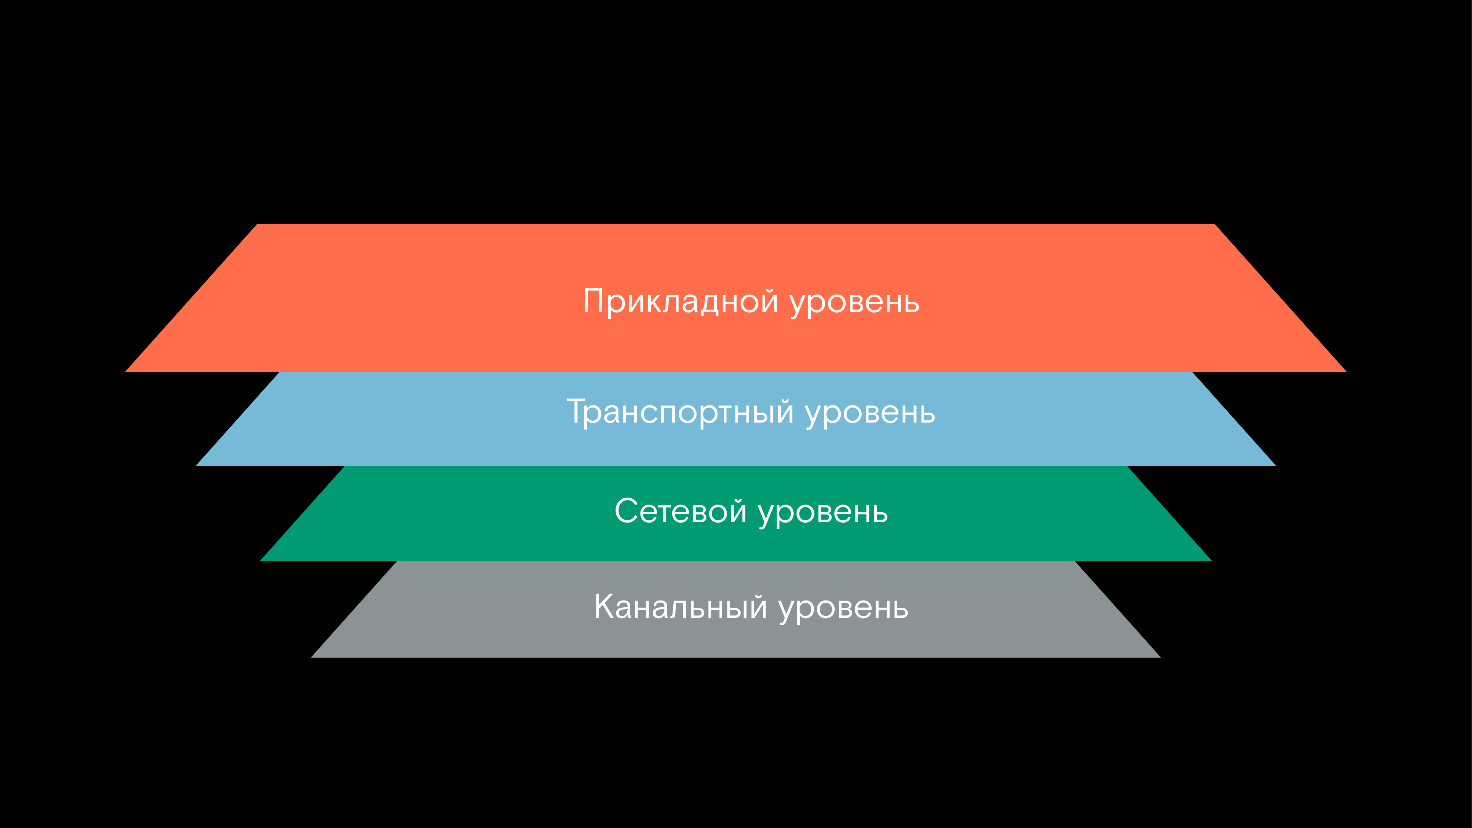 Прикладной уровень
Транспортный уровень
Сетевой уровень
Канальный уровень